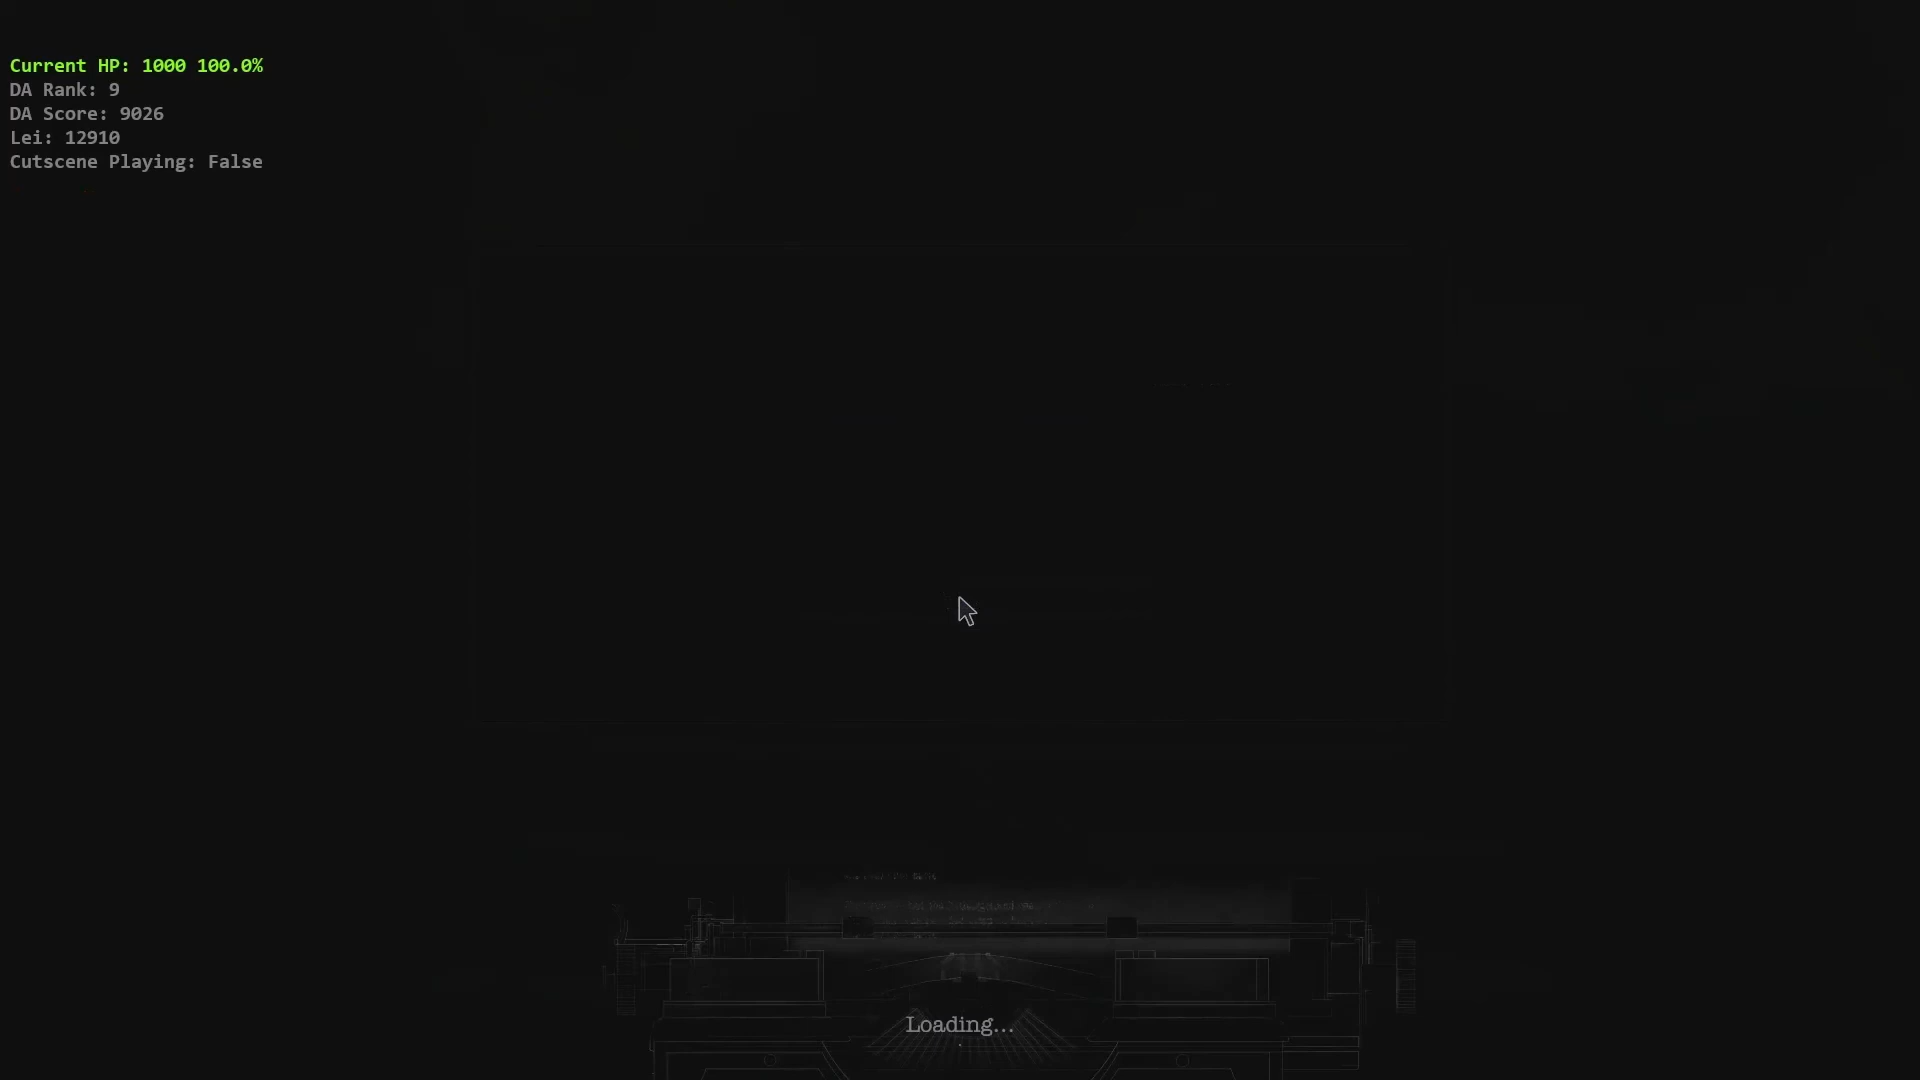 Current HP: 1000 100.0%
DA Rank: 9
DA Score: 9026
Lei: 12910
Cutscene Playing: False
Loading...